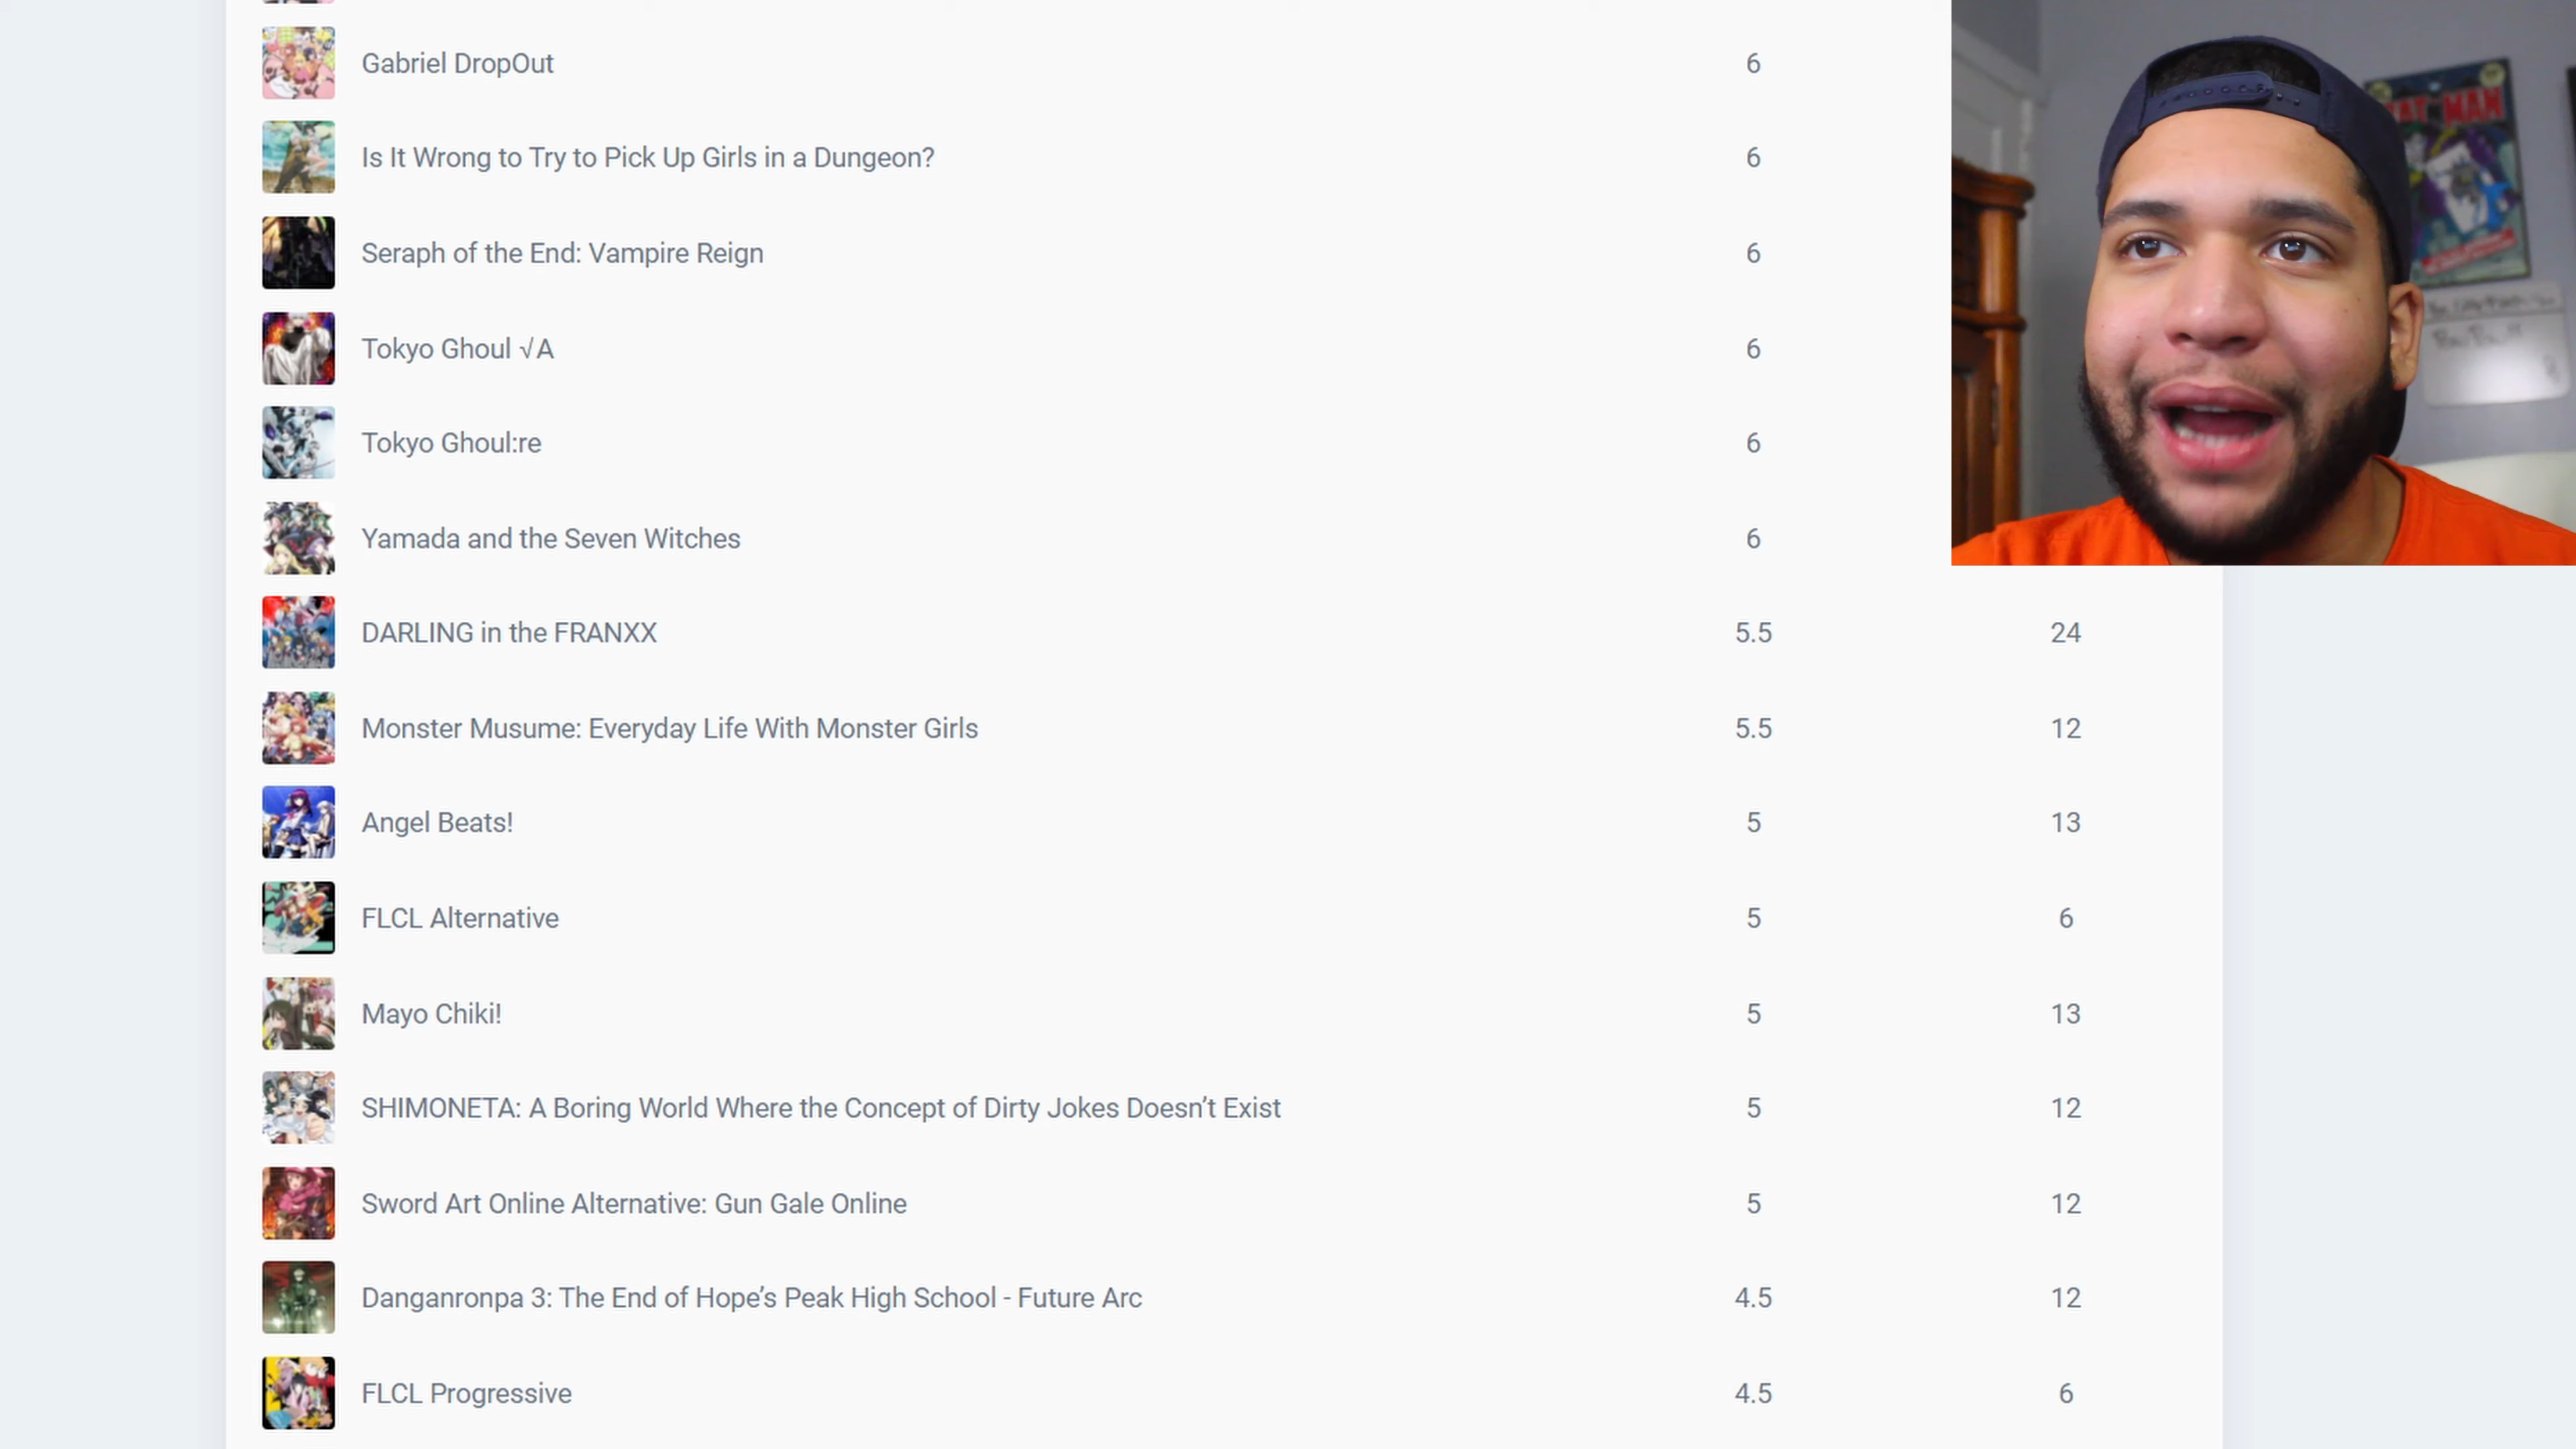 Gabriel DropOut 6
Is It Wrong to Try to Pick Up Girls in a Dungeon? 6
Seraph of the End: Vampire Reign 6
Tokyo Ghoul √A 6
Tokyo Ghoul:re 6
Yamada and the Seven Witches 6
DARLING in the FRANXX 5.5 24
Monster Musume: Everyday Life With Monster Girls 5.5 12
Angel Beats! 5 13
FLCL Alternative 5 6
Mayo Chiki! 5 13
SHIMONETA: A Boring World Where the Concept of Dirty Jokes Doesn’t Exist 5 12
Sword Art Online Alternative: Gun Gale Online 5 12
Danganronpa 3: The End of Hope’s Peak High School - Future Arc 4.5 12
FLCL Progressive 4.5 6
MAN